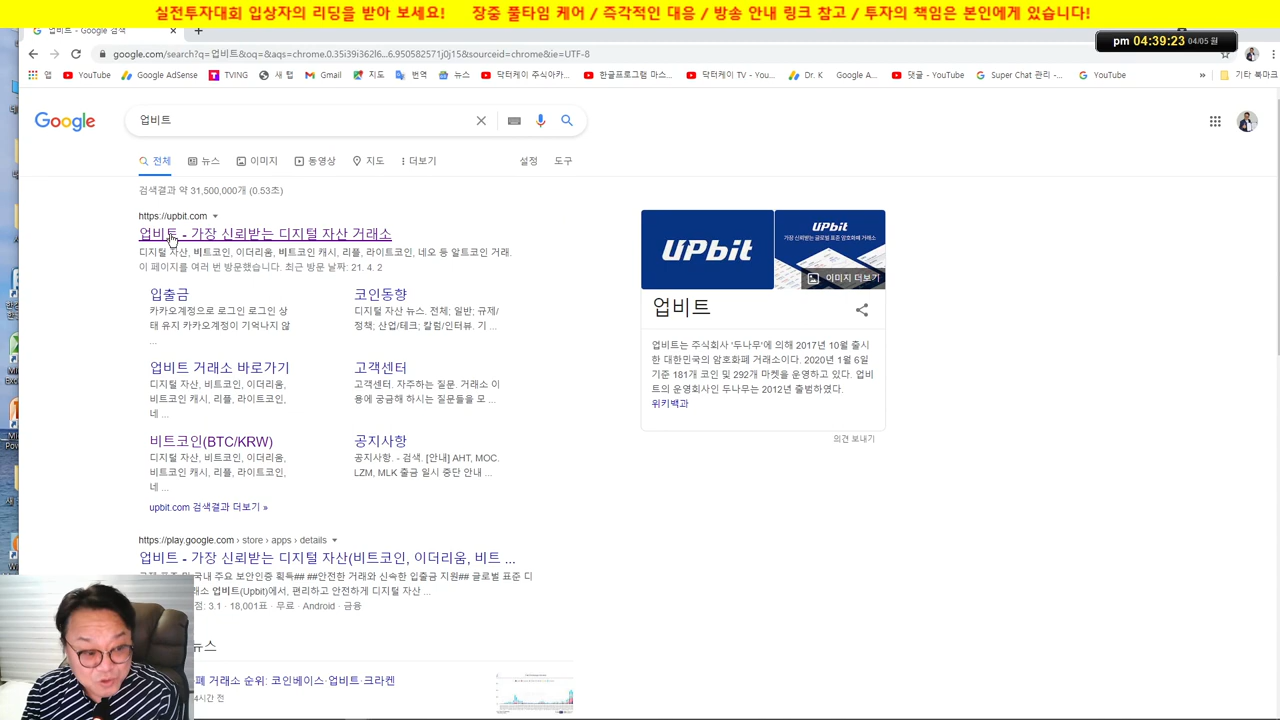 실전투자대회 입상자의 리딩을 받아 보세요! 장중 풀타임 케어 / 즉각적인 대응 / 방송 안내 링크 참고 / 투자의 책임은 본인에게 있습니다!
업비트 - Google 검색
pm 04:39:23 04/05 월
google.com/search?q=업비트&oq=&aqs=chrome.0.35i39i362l6...
앱 YouTube Google AdSense TVNG 새 탭 Gmail 지도 번역 뉴스 닥터케이 주식아카... 한글프로그램 마스... 닥터케이 TV - You... Dr. K Google A... 댓글 - YouTube Super Chat 관리 -... YouTube » 기타 북마크
Google 업비트
전체 뉴스 이미지 동영상 지도 더보기 설정 도구
검색결과 약 31,500,000개 (0.53초)
https://upbit.com
업비트 - 가장 신뢰받는 디지털 자산 거래소
디지털 자산, 비트코인, 이더리움, 비트코인 캐시, 리플, 라이트코인, 네오 등 알트코인 거래.
이 페이지를 여러 번 방문했습니다. 최근 방문 날짜: 21. 4. 2
입출금
카카오계정으로 로그인 로그인 상
태 유지 카카오계정이 기억나지 않
...
코인동향
디지털 자산 뉴스. 전체; 일반; 규제/
정책; 산업/테크; 칼럼/인터뷰. 기 ...
업비트 거래소 바로가기
디지털 자산, 비트코인, 이더리움,
비트코인 캐시, 리플, 라이트코인,
네 ...
고객센터
고객센터. 자주하는 질문. 거래소 이
용에 궁금해 하시는 질문들을 모 ...
비트코인(BTC/KRW)
디지털 자산, 비트코인, 이더리움,
비트코인 캐시, 리플, 라이트코인,
네 ...
공지사항
공지사항. - 검색. [안내] AHT, MOC.
LZM, MLK 출금 일시 중단 안내 ...
upbit.com 검색결과 더보기 »
https://play.google.com › store › apps › details
업비트 - 가장 신뢰받는 디지털 자산(비트코인, 이더리움, 비트 ...
국내 주요 보안인증 획득## ##안전한 거래와 신속한 입출금 지원## 글로벌 표준 디
래소 업비트(Upbit)에서, 편리하고 안전하게 디지털 자산 ...
점: 3.1 · 18,001표 · 무료 · Android · 금융
뉴스
폐 거래소 순위: 코인베이스·업비트·크라켄
4시간 전
UPbit
UPbit
가장 신뢰받는 글로벌 표준 암호화폐 거래소
이미지 더보기
업비트
업비트는 주식회사 '두나무'에 의해 2017년 10월 출시
한 대한민국의 암호화폐 거래소이다. 2020년 1월 6일
기준 181개 코인 및 292개 마켓을 운영하고 있다. 업비
트의 운영회사인 두나무는 2012년 출범하였다.
위키백과
의견 보내기